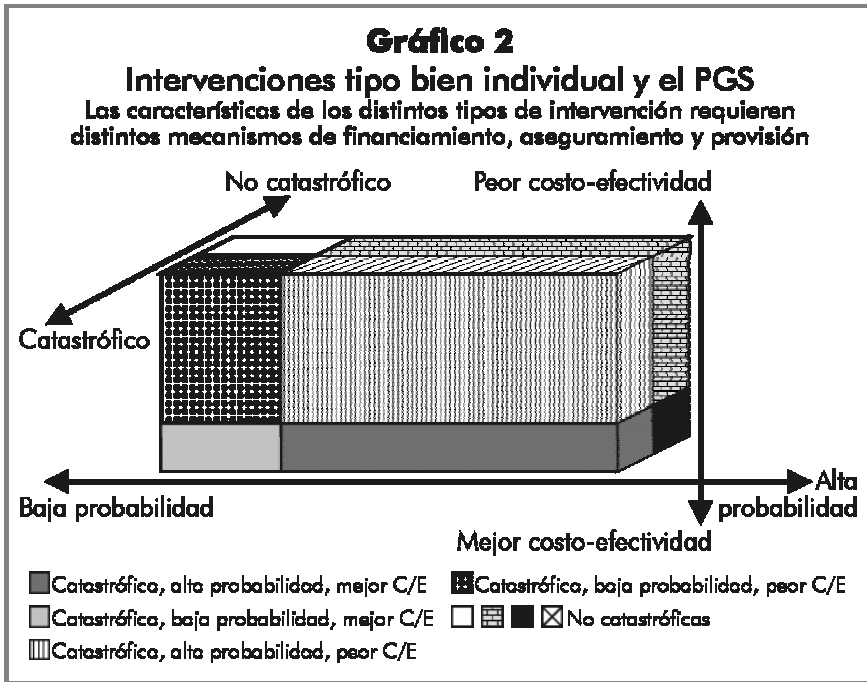 Gráfico 2
Intervenciones tipo bien individual y el PGS
Las características de los distintos tipos de intervención requieren
distintos mecanismos de financiamiento, aseguramiento y provisión
No catastrófico
Peor costo-efectividad
Catastrófico
Alta
Baja probabilidad
probabilidad
Mejor costo-efectividad
Catastrófica, alta probabilidad, mejor C/E
Catastrófica, baja probabilidad, peor C/E
Catastrófica, baja probabilidad, mejor C/E
No catastróficas
Catastrófica, alta probabilidad, peor C/E